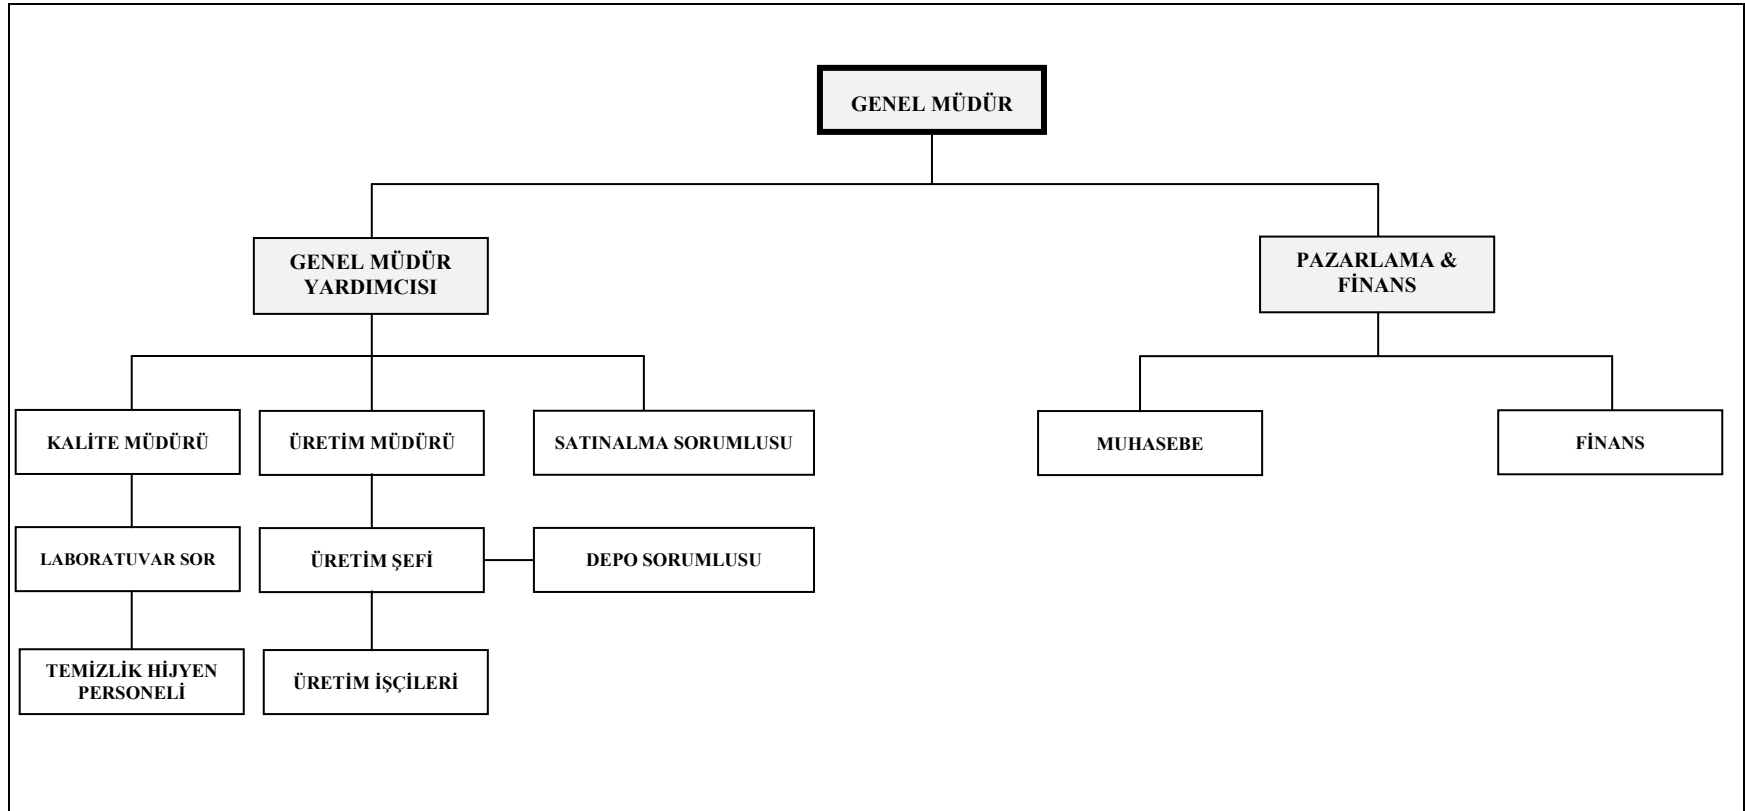 GENEL MÜDÜR
GENEL MÜDÜR
YARDIMCISI
PAZARLAMA &
FİNANS
KALİTE MÜDÜRÜ
ÜRETİM MÜDÜRÜ
SATINALMA SORUMLUSU
MUHASEBE
FİNANS
LABORATUVAR SOR
ÜRETİM ŞEFİ
DEPO SORUMLUSU
TEMİZLİK HİJYEN
PERSONELİ
ÜRETİM İŞÇİLERİ